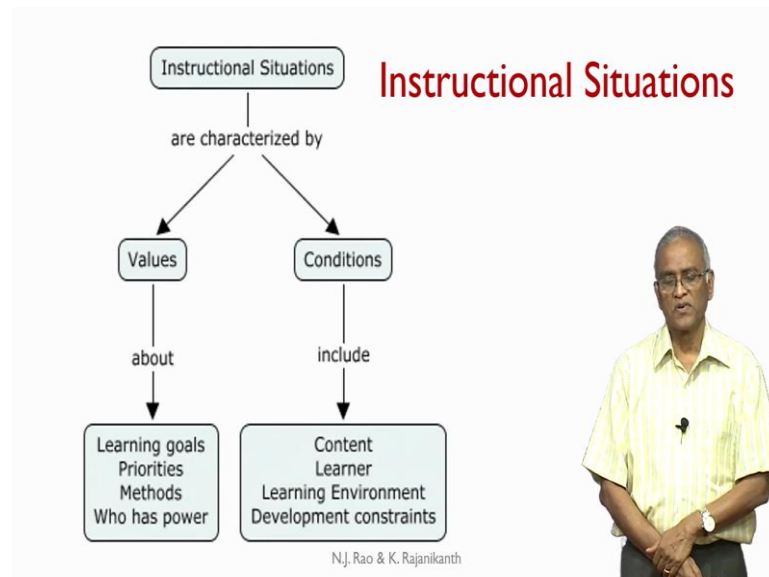 Instructional Situations
Instructional Situations
are characterized by
Values
Conditions
about
include
Learning goals
Priorities
Methods
Who has power
Content
Learner
Learning Environment
Development constraints
N.J. Rao & K. Rajanikanth